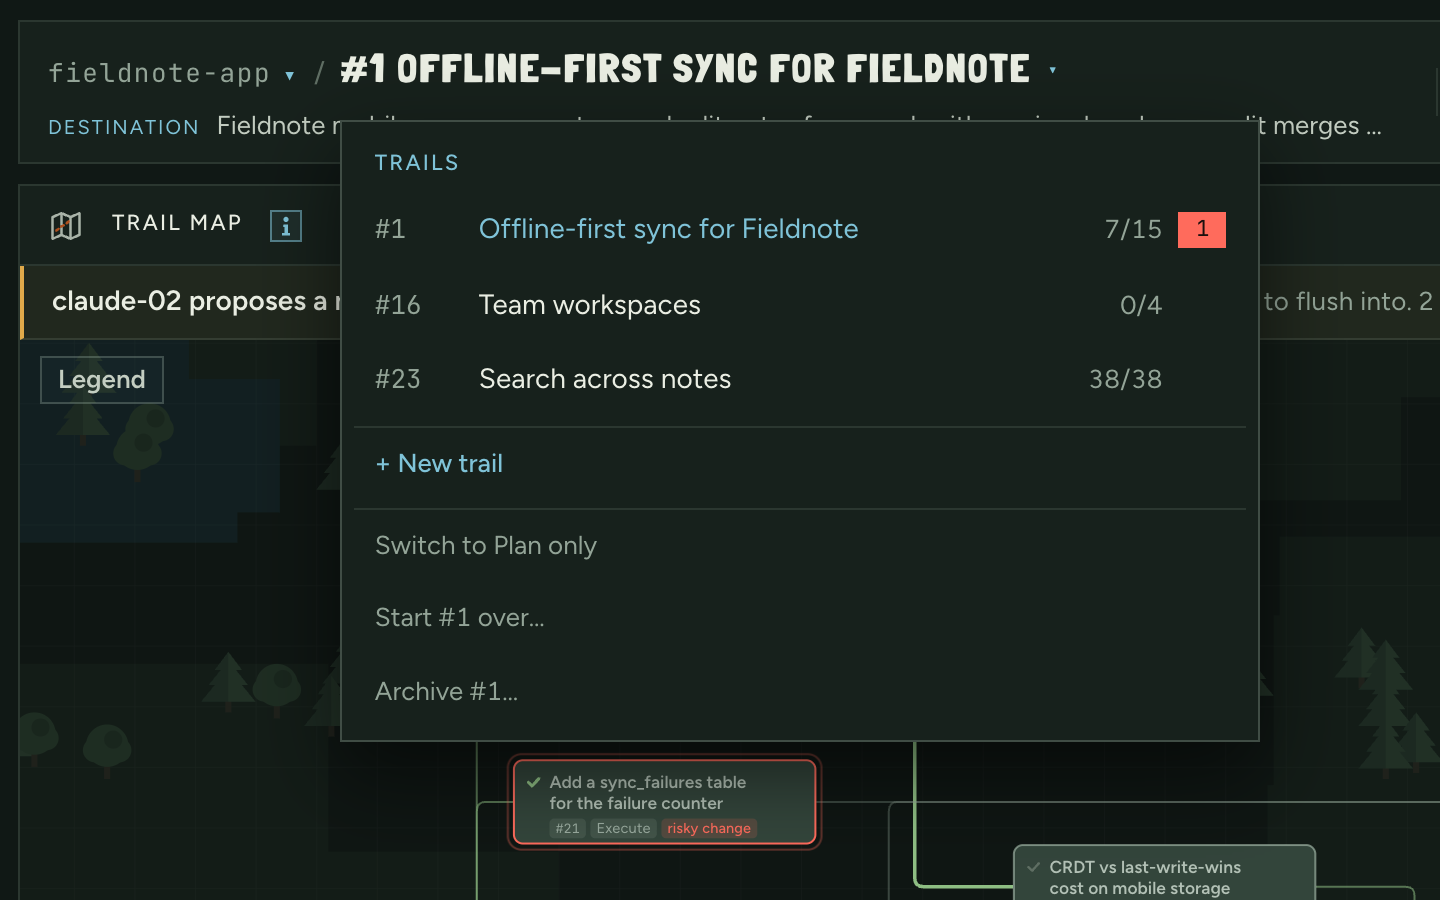 fieldnote-app ▾ / #1 OFFLINE-FIRST SYNC FOR FIELDNOTE ▾
DESTINATION Fieldnote
it merges ...
TRAIL MAP i
claude-02 proposes a
to flush into. 2
Legend
TRAILS
#1 Offline-first sync for Fieldnote 7/15 1
#16 Team workspaces 0/4
#23 Search across notes 38/38
+ New trail
Switch to Plan only
Start #1 over...
Archive #1...
Add a sync_failures table
for the failure counter
#21 Execute risky change
CRDT vs last-write-wins
cost on mobile storage